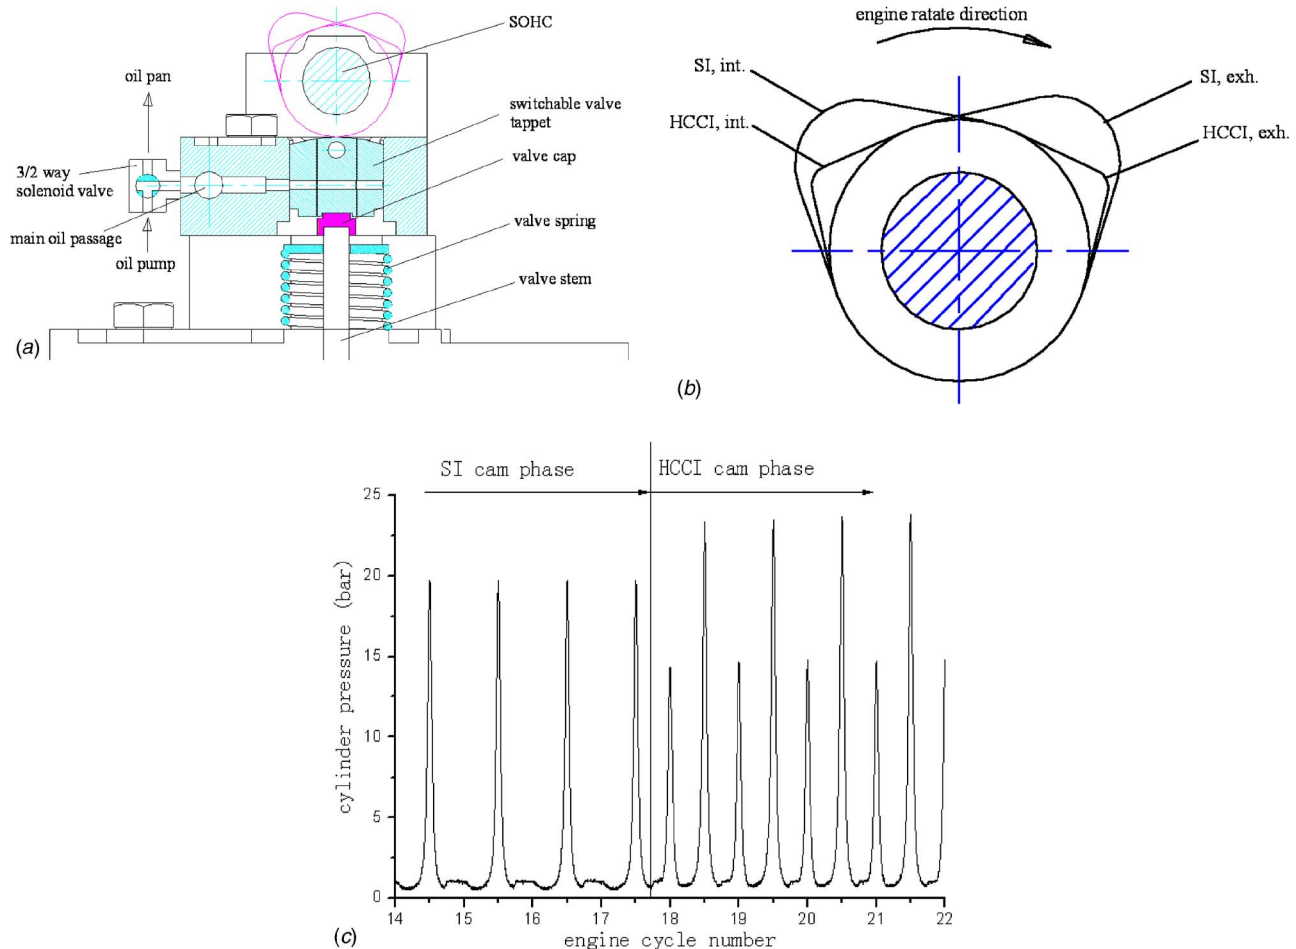 SOHC
oil pan
switchable valve
tappet
valve cap
3/2 way
solenoid valve
valve spring
main oil passage
oil pump
valve stem
(a)
engine ratate direction
SI, int.
SI, exh.
HCCI, int.
HCCI, exh.
(b)
SI cam phase
HCCI cam phase
25
20
15
10
5
0
cylinder pressure (bar)
14 15 16 17 18 19 20 21 22
engine cycle number
(c)